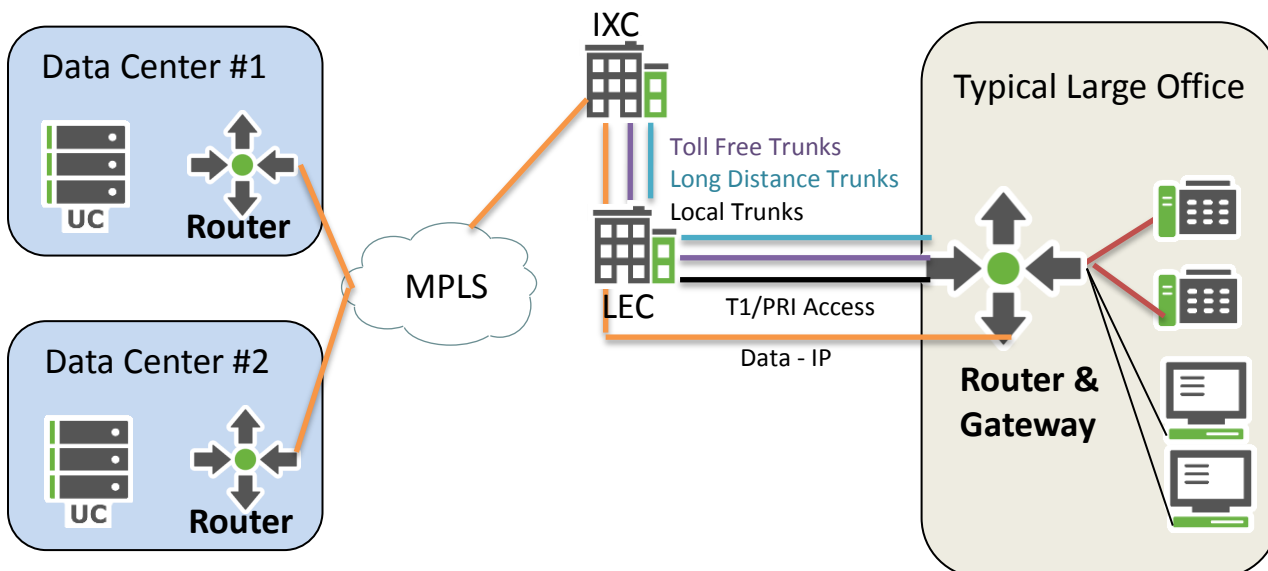 Data Center #1
UC
Router
Data Center #2
UC
Router
MPLS
IXC
Toll Free Trunks
Long Distance Trunks
Local Trunks
LEC
T1/PRI Access
Data - IP
Typical Large Office
Router &
Gateway